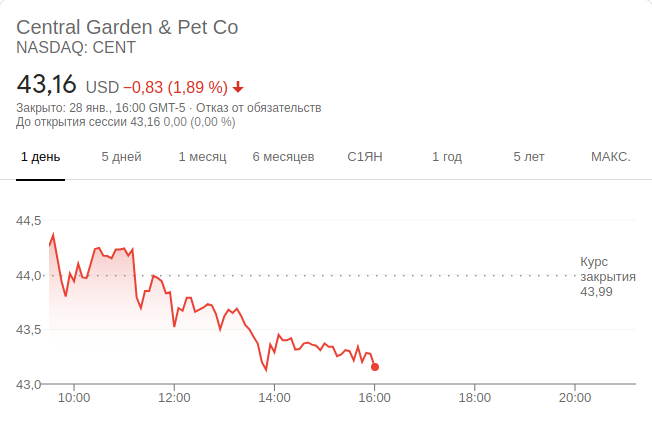 Central Garden & Pet Co
NASDAQ: CENT
43,16 USD −0,83 (1,89 %)
Закрыто: 28 янв., 16:00 GMT-5 · Отказ от обязательств
До открытия сессии 43,16 0,00 (0,00 %)
1 день 5 дней 1 месяц 6 месяцев С1ЯН 1 год 5 лет МАКС.
44,5
44,0
43,5
43,0
Курс
закрытия
43,99
10:00 12:00 14:00 16:00 18:00 20:00